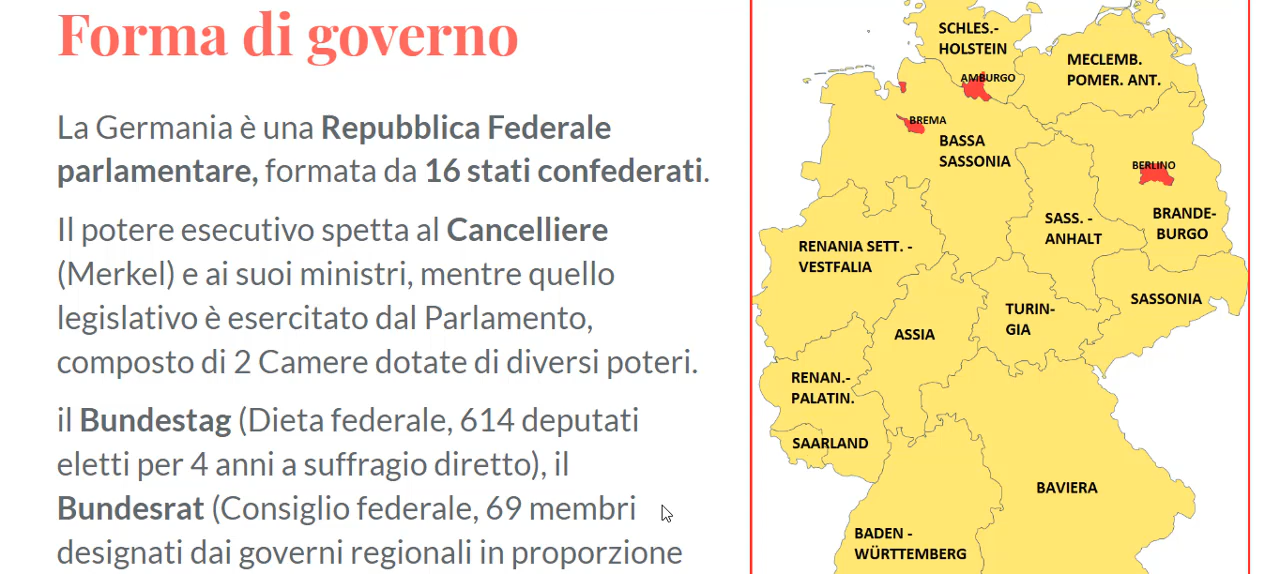 Forma di governo
La Germania è una Repubblica Federale
parlamentare, formata da 16 stati confederati.
Il potere esecutivo spetta al Cancelliere
(Merkel) e ai suoi ministri, mentre quello
legislativo è esercitato dal Parlamento,
composto di 2 Camere dotate di diversi poteri.
il Bundestag (Dieta federale, 614 deputati
eletti per 4 anni a suffragio diretto), il
Bundesrat (Consiglio federale, 69 membri
designati dai governi regionali in proporzione
SCHLES.-
HOLSTEIN
MECLEMB.
POMER. ANT.
AMBURGO
BREMA
BASSA
SASSONIA
BERLINO
SASS. -
ANHALT
BRANDE-
BURGO
RENANIA SETT. -
VESTFALIA
SASSONIA
TURIN-
GIA
ASSIA
RENAN.-
PALATIN.
SAARLAND
BAVIERA
BADEN -
WÜRTTEMBERG